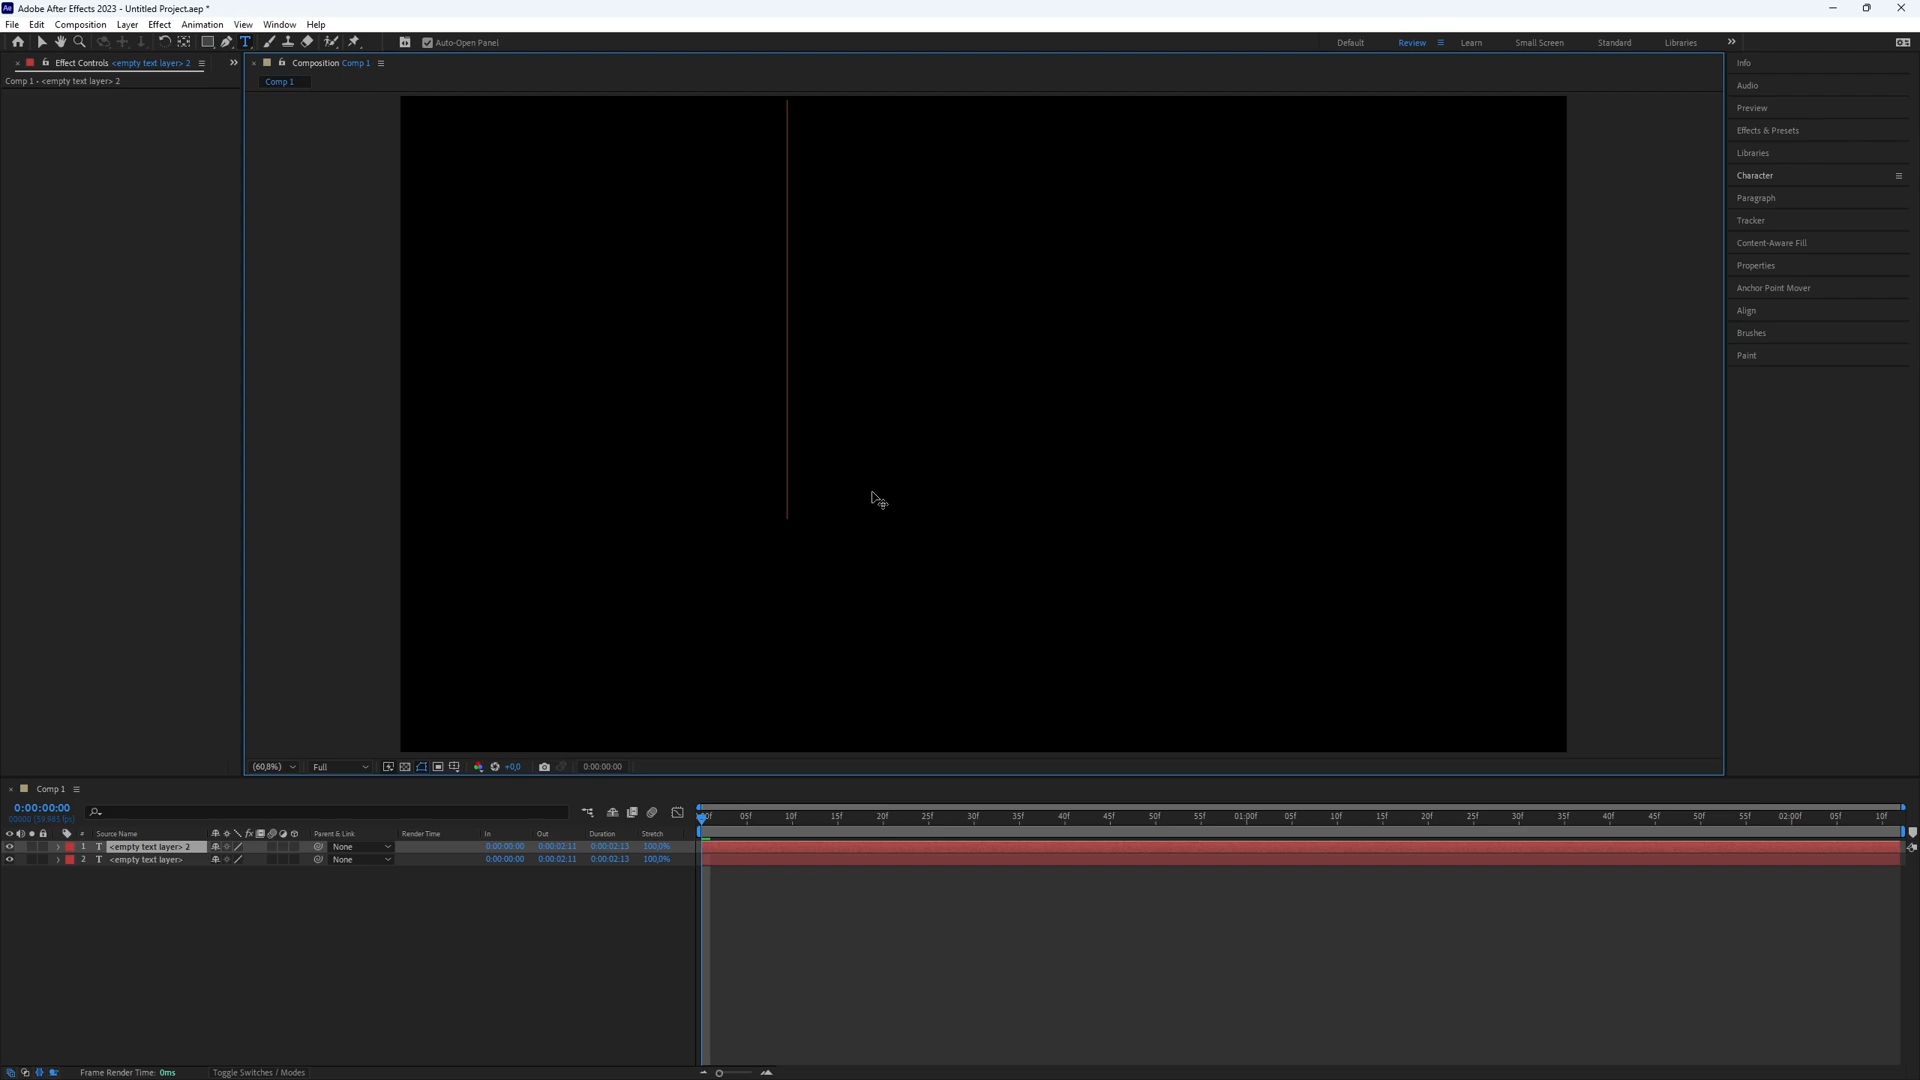 Adobe After Effects 2023 - Untitled Project.aep *
File Edit Composition Layer Effect Animation View Window Help
Auto-Open Panel Default Review Learn Small Screen Standard Libraries
Effect Controls <empty text layer> 2
Composition Comp 1
Info
Comp 1 • <empty text layer> 2
Comp 1
Audio
Preview
Effects & Presets
Libraries
Character
Paragraph
Tracker
Content-Aware Fill
Properties
Anchor Point Mover
Align
Brushes
Paint
(60,8%) Full +0,0 0:00:00:00
Comp 1
0:00:00:00
00000 (59.985 fps)
05f 10f 15f 20f 25f 30f 35f 40f 45f 50f 55f 01:00f 05f 10f 15f 20f 25f 30f 35f 40f 45f 50f 55f 02:00f 05f 10f
# Source Name fx Parent & Link Render Time In Out Duration Stretch
1 T <empty text layer> 2 None 0:00:00:00 0:00:02:11 0:00:02:13 100,0%
2 T <empty text layer> None 0:00:00:00 0:00:02:11 0:00:02:13 100,0%
Frame Render Time: 0ms Toggle Switches / Modes